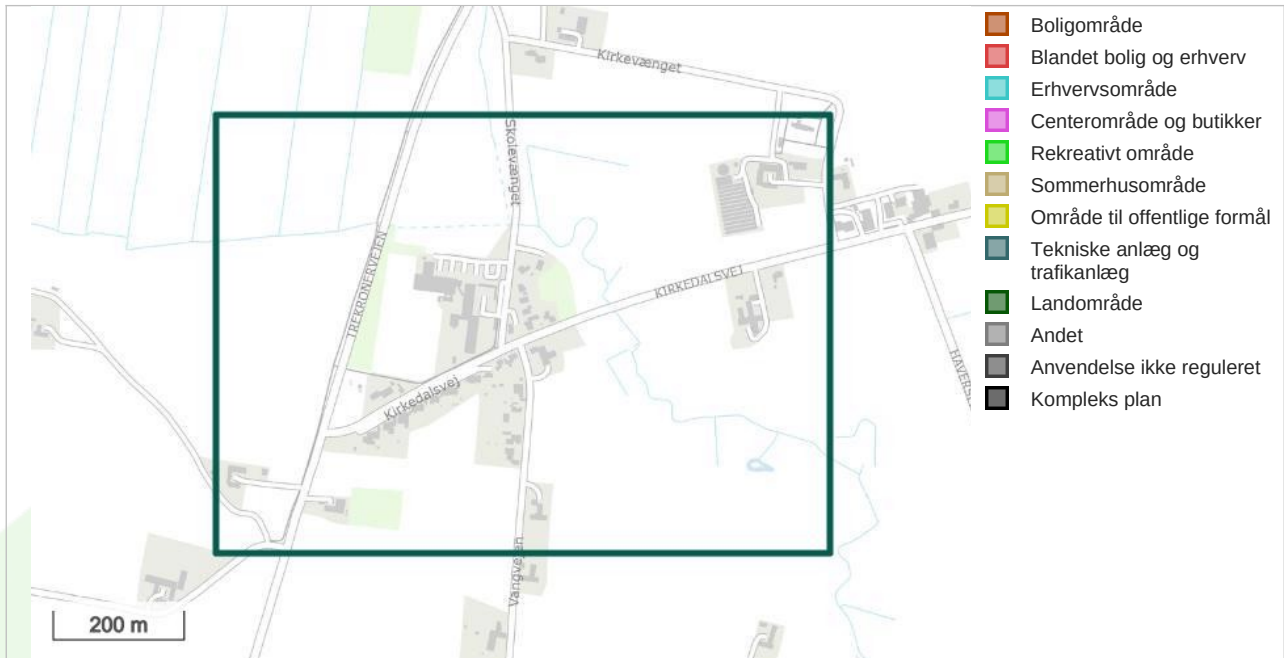 Kirkevænget
Skolevænget
TREKRONERVEJEN
KIRKEDALSVEJ
Kirkedalsvej
Vangvejen
200 m
Boligområde
Blandet bolig og erhverv
Erhvervsområde
Centerområde og butikker
Rekreativt område
Sommerhusområde
Område til offentlige formål
Tekniske anlæg og
trafikanlæg
Landområde
Andet
Anvendelse ikke reguleret
Kompleks plan